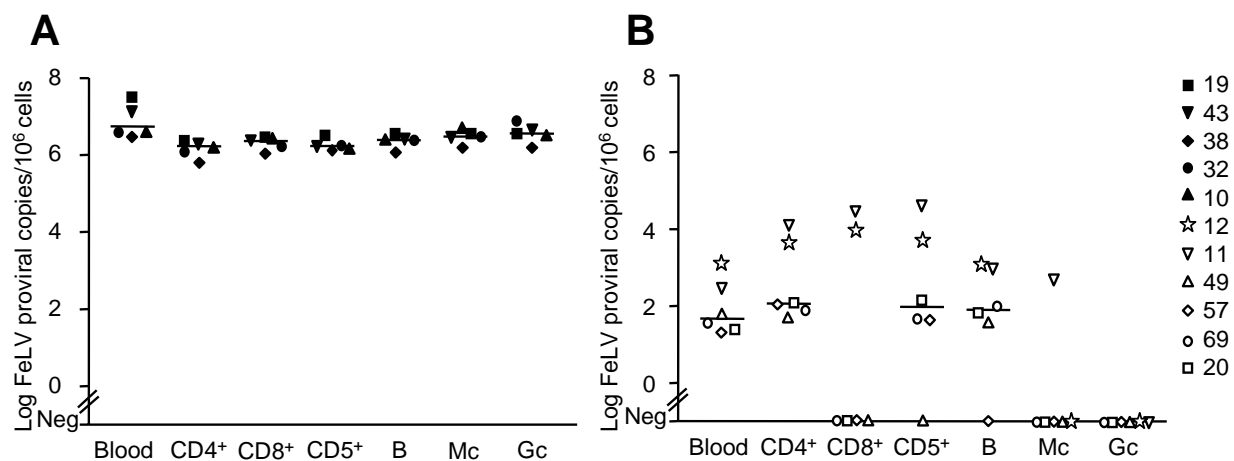 A
B
Log FeLV proviral copies/10⁶ cells
8
6
4
2
0
Neg
Blood CD4⁺ CD8⁺ CD5⁺ B Mc Gc
Log FeLV proviral copies/10⁶ cells
8
6
4
2
0
Neg
Blood CD4⁺ CD8⁺ CD5⁺ B Mc Gc
19
43
38
32
10
12
11
49
57
69
20